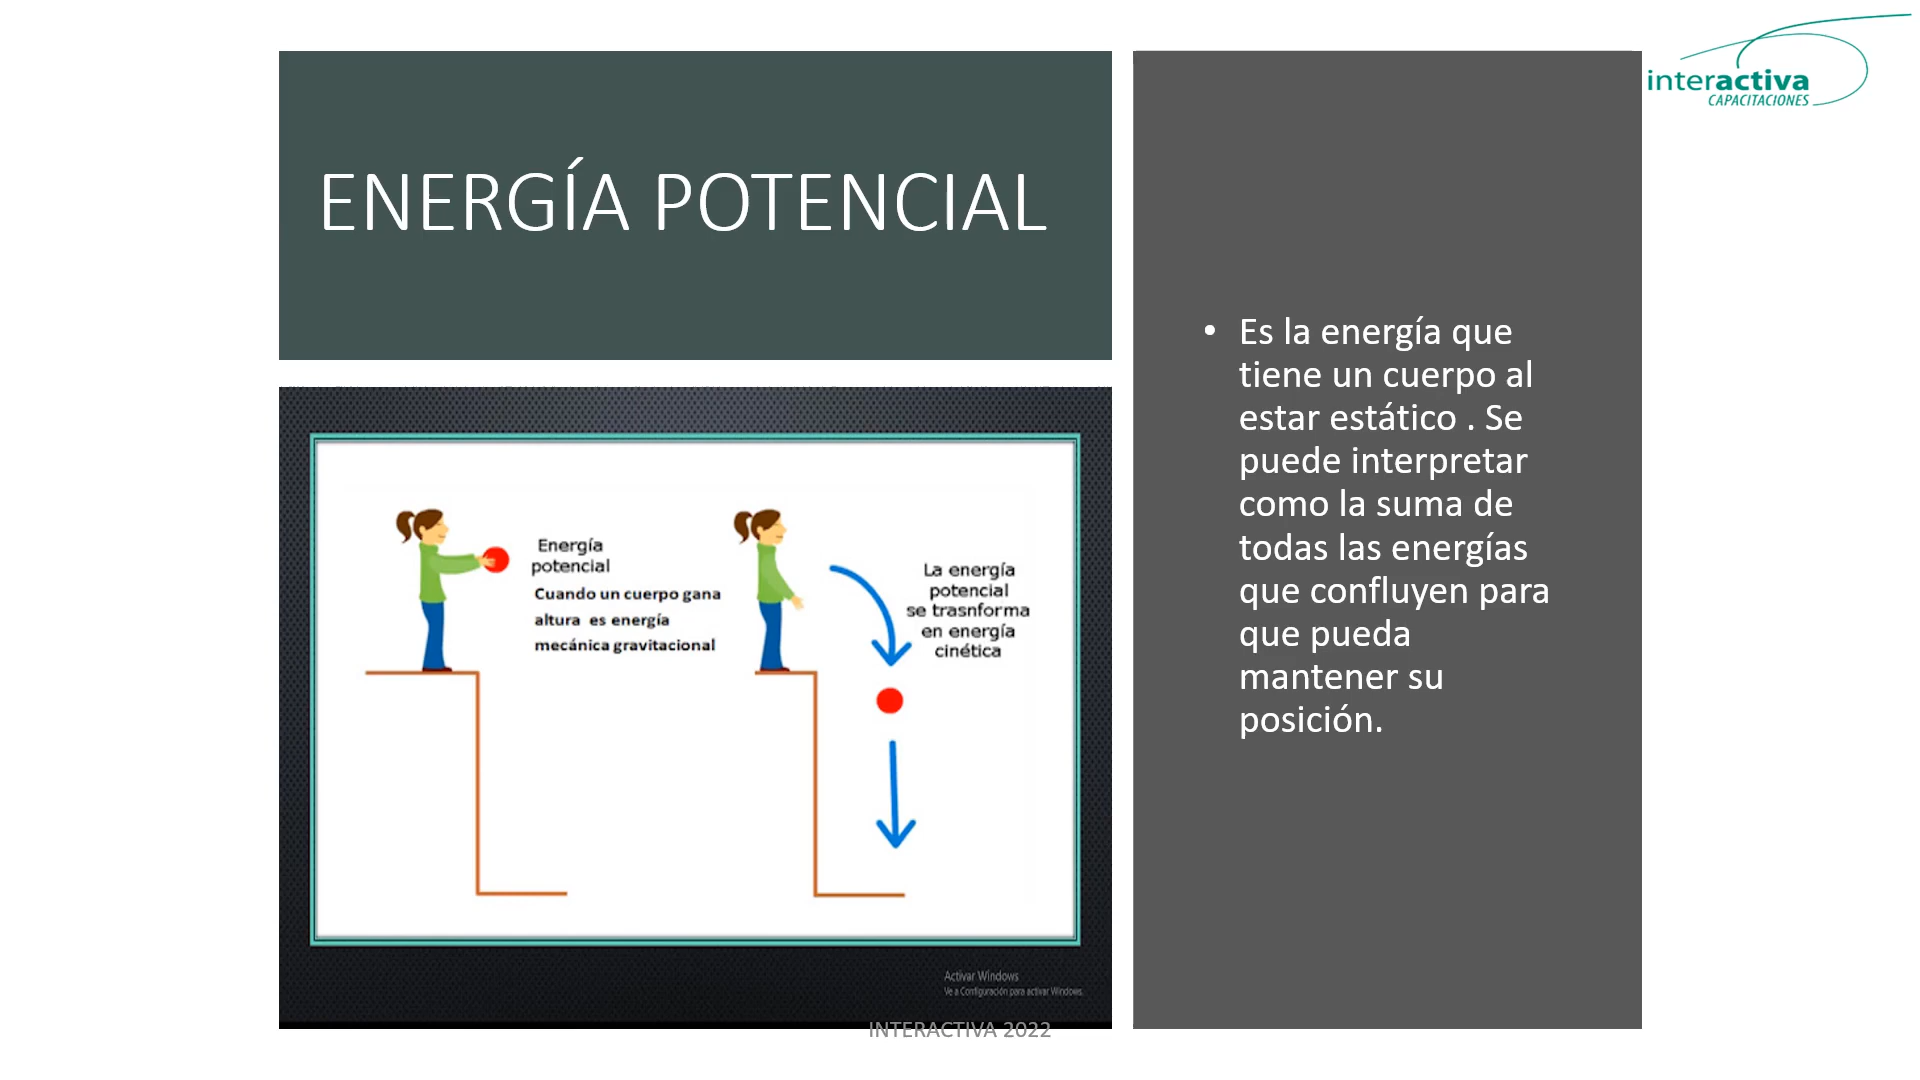 interactiva
CAPACITACIONES
ENERGÍA POTENCIAL
Energía
potencial
Cuando un cuerpo gana
altura es energía
mecánica gravitacional
La energía
potencial
se trasnforma
en energía
cinética
Activar Windows
Ve a Configuración para activar Windows.
INTERACTIVA 2022
• Es la energía que
tiene un cuerpo al
estar estático . Se
puede interpretar
como la suma de
todas las energías
que confluyen para
que pueda
mantener su
posición.